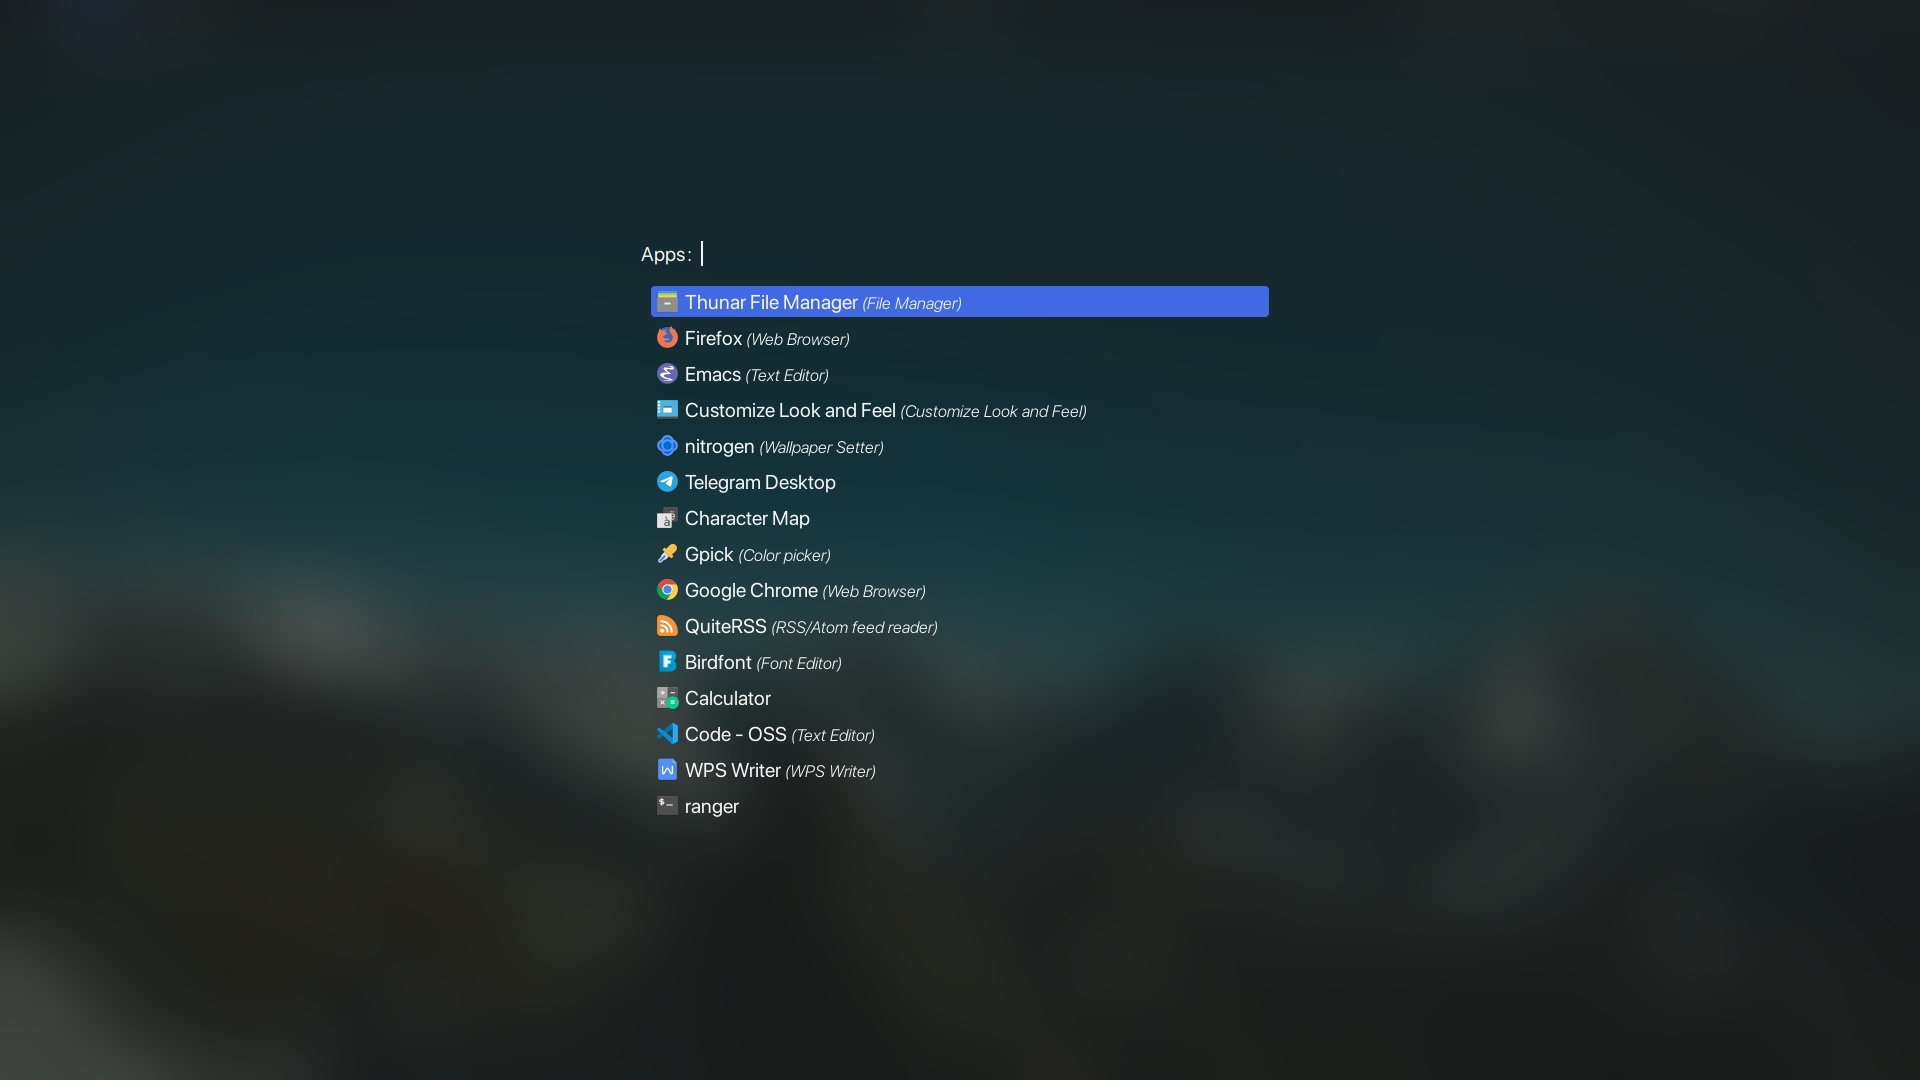 Apps:
Thunar File Manager (File Manager)
Firefox (Web Browser)
Emacs (Text Editor)
Customize Look and Feel (Customize Look and Feel)
nitrogen (Wallpaper Setter)
Telegram Desktop
Character Map
Gpick (Color picker)
Google Chrome (Web Browser)
QuiteRSS (RSS/Atom feed reader)
Birdfont (Font Editor)
Calculator
Code - OSS (Text Editor)
WPS Writer (WPS Writer)
ranger